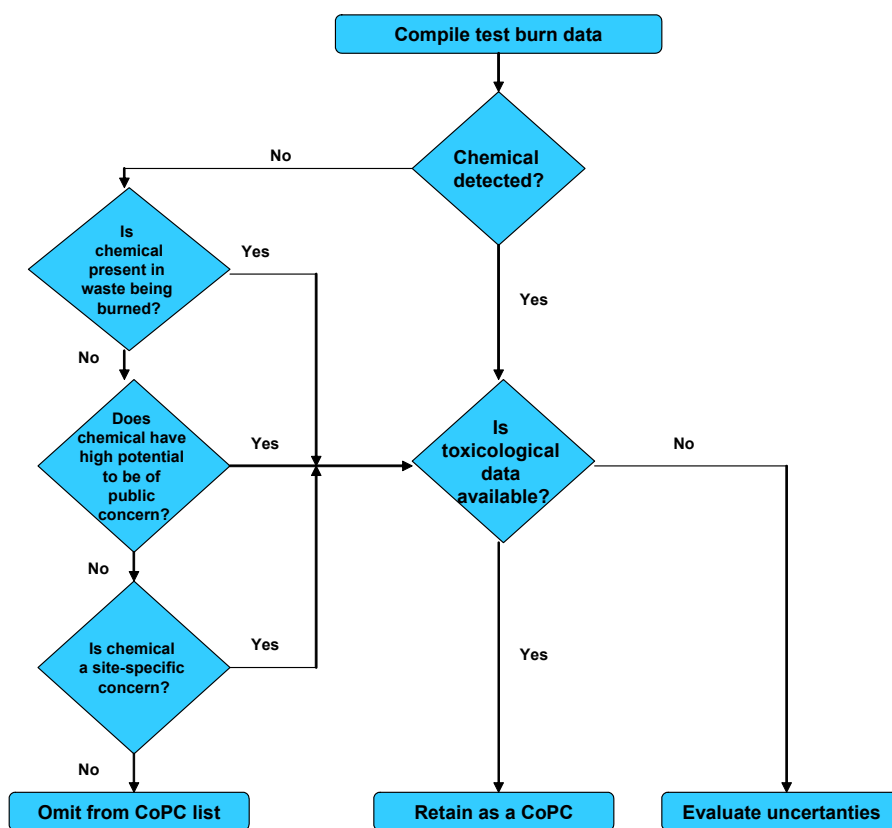 Compile test burn data
Chemical
detected?
No
Yes
Is
chemical
present in
waste being
burned?
Yes
No
Does
chemical have
high potential
to be of
public
concern?
Yes
No
Is
toxicological
data
available?
No
Yes
Is chemical
a site-specific
concern?
Yes
No
Omit from CoPC list
Retain as a CoPC
Evaluate uncertanties